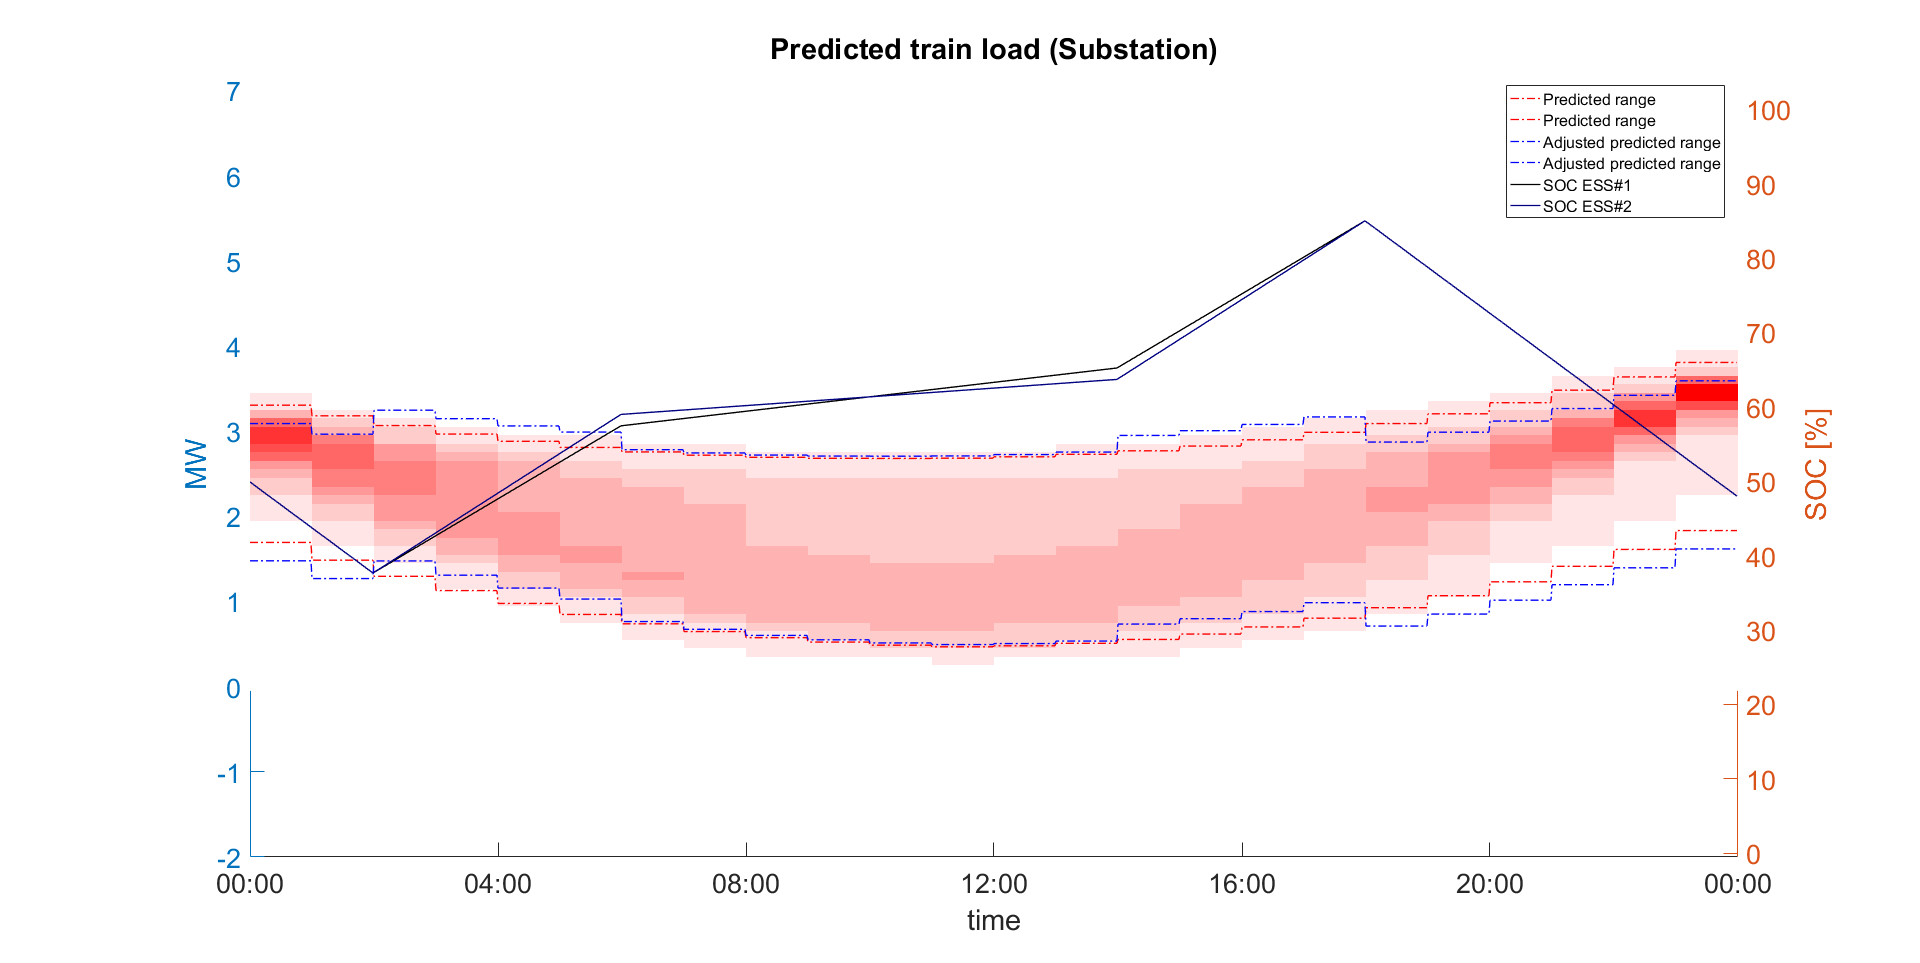 Predicted train load (Substation)
7
6
5
4
3
2
1
0
-1
-2
MW
100
90
80
70
60
50
40
30
20
10
0
SOC [%]
Predicted range
Predicted range
Adjusted predicted range
Adjusted predicted range
SOC ESS#1
SOC ESS#2
00:00 04:00 08:00 12:00 16:00 20:00 00:00
time